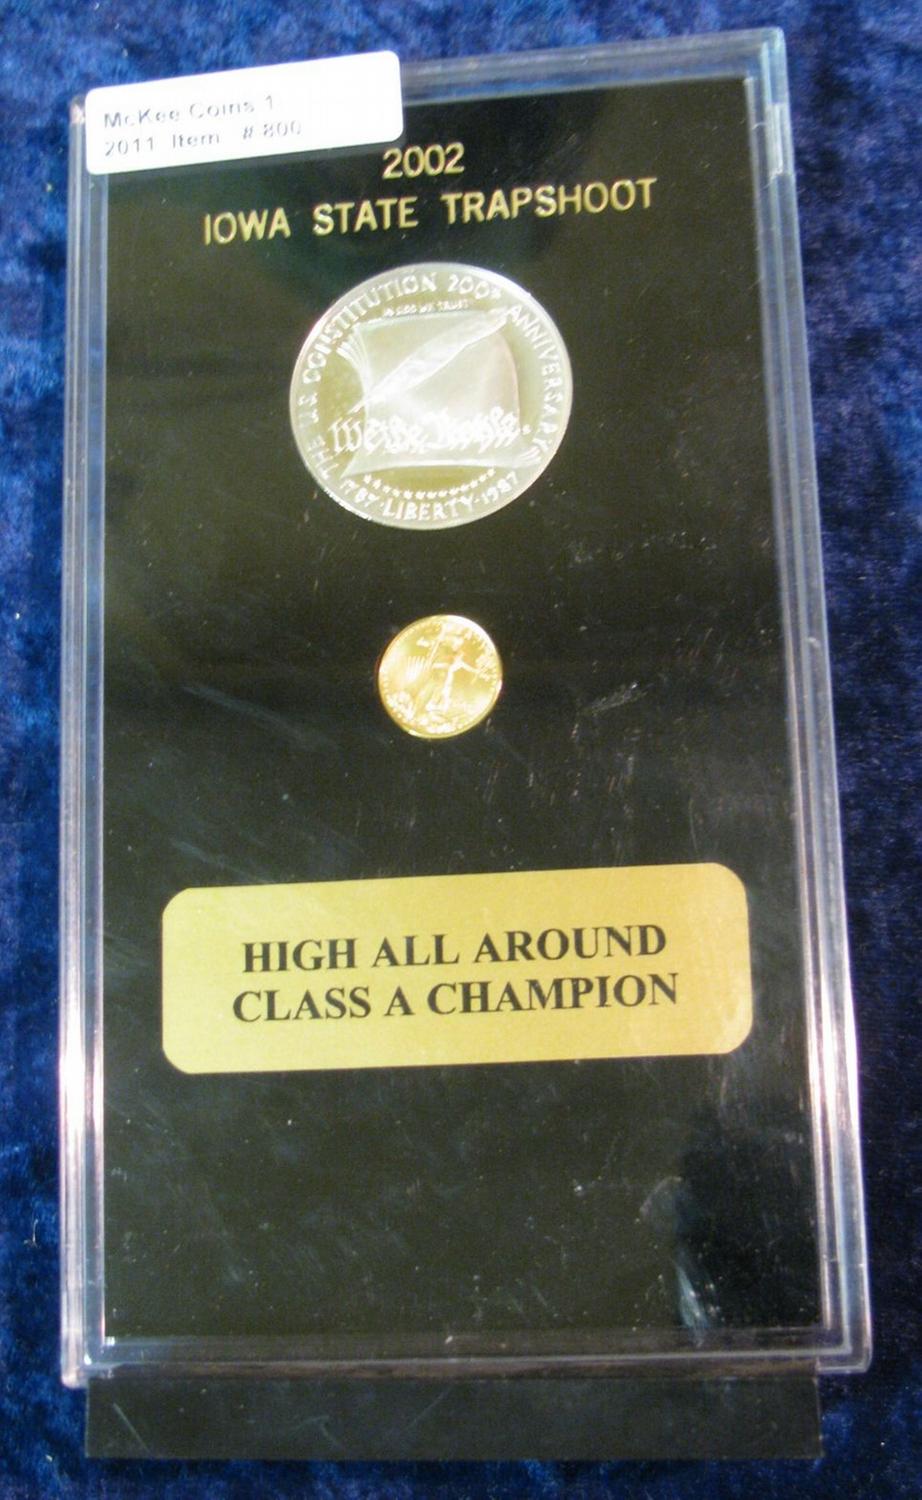 McKee Coins 1
2011 Item # 800
2002
IOWA STATE TRAPSHOOT
THE U.S. CONSTITUTION 200TH ANNIVERSARY
IN GOD WE TRUST
We the People
S
1787·LIBERTY·1987
HIGH ALL AROUND
CLASS A CHAMPION